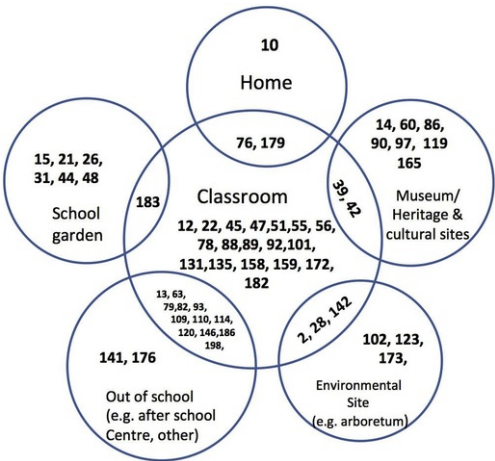 10
Home
76, 179
14, 60, 86,
90, 97, 119
165
Museum/
Heritage &
cultural sites
39, 42
15, 21, 26,
31, 44, 48
School
garden
183
Classroom
12, 22, 45, 47,51,55, 56,
78, 88,89, 92,101,
131,135, 158, 159, 172,
182
13, 63,
79,82, 93,
109, 110, 114,
120, 146,186
198,
141, 176
Out of school
(e.g. after school
Centre, other)
2, 28, 142
102, 123,
173,
Environmental
Site
(e.g. arboretum)